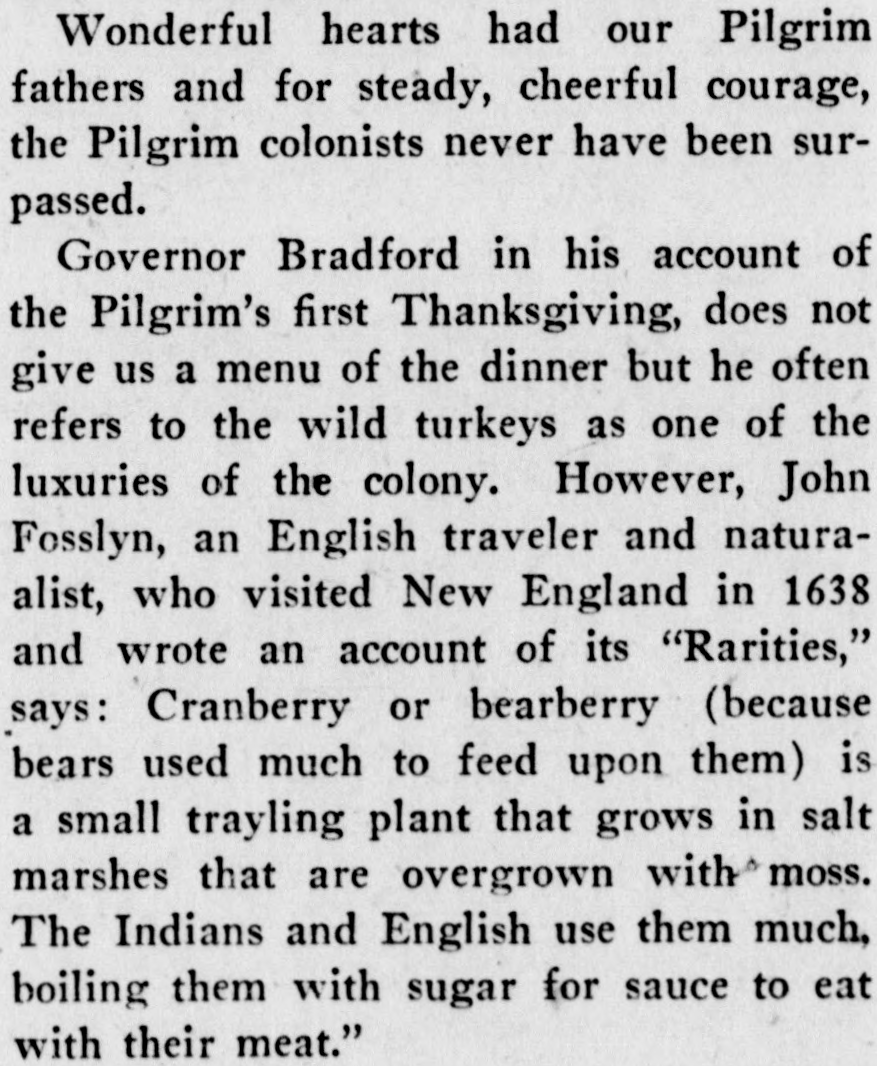 Wonderful hearts had our Pilgrim
fathers and for steady, cheerful courage,
the Pilgrim colonists never have been sur-
passed.
Governor Bradford in his account of
the Pilgrim's first Thanksgiving, does not
give us a menu of the dinner but he often
refers to the wild turkeys as one of the
luxuries of the colony. However, John
Fosslyn, an English traveler and natura-
alist, who visited New England in 1638
and wrote an account of its "Rarities,"
says: Cranberry or bearberry (because
bears used much to feed upon them) is
a small trayling plant that grows in salt
marshes that are overgrown with moss.
The Indians and English use them much,
boiling them with sugar for sauce to eat
with their meat."